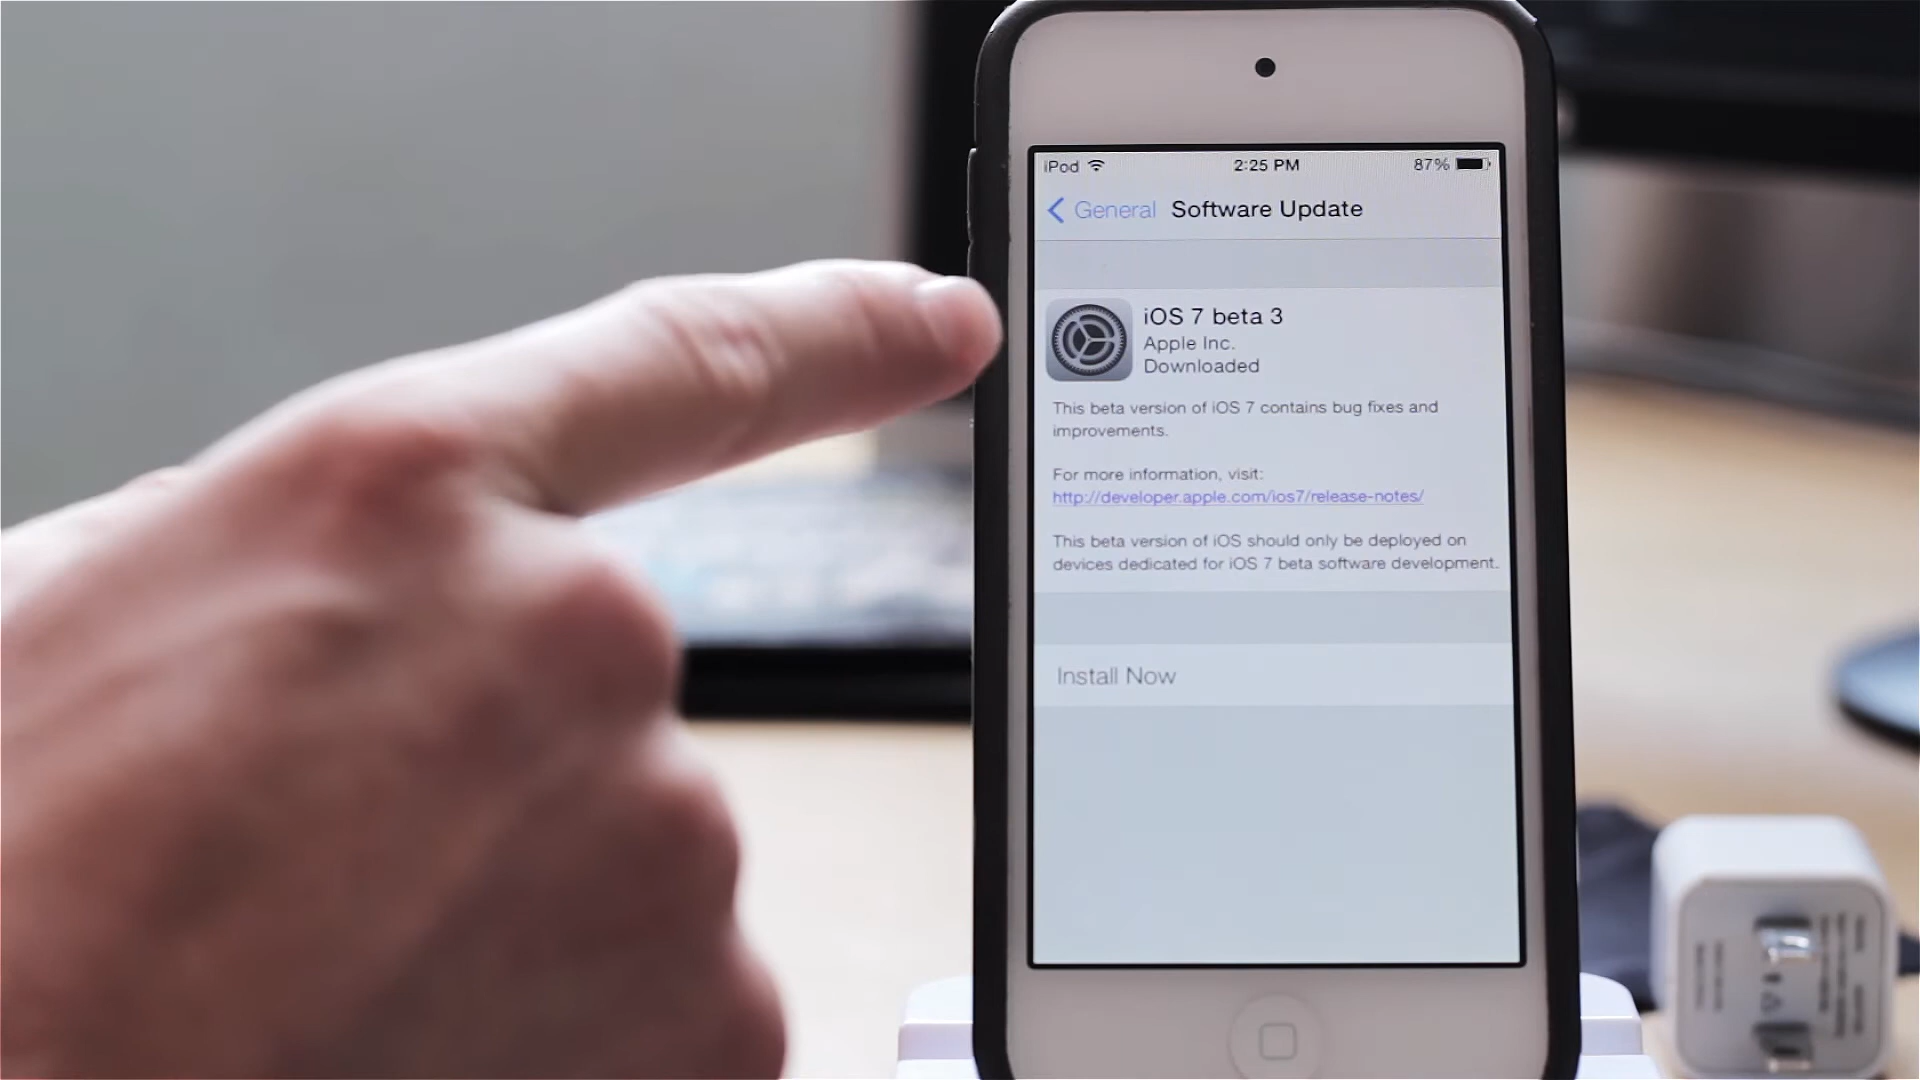 iPod 2:25 PM 87%
General Software Update
iOS 7 beta 3
Apple Inc.
Downloaded
This beta version of iOS 7 contains bug fixes and
improvements.
For more information, visit:
http://developer.apple.com/ios7/release-notes/
This beta version of iOS should only be deployed on
devices dedicated for iOS 7 beta software development.
Install Now